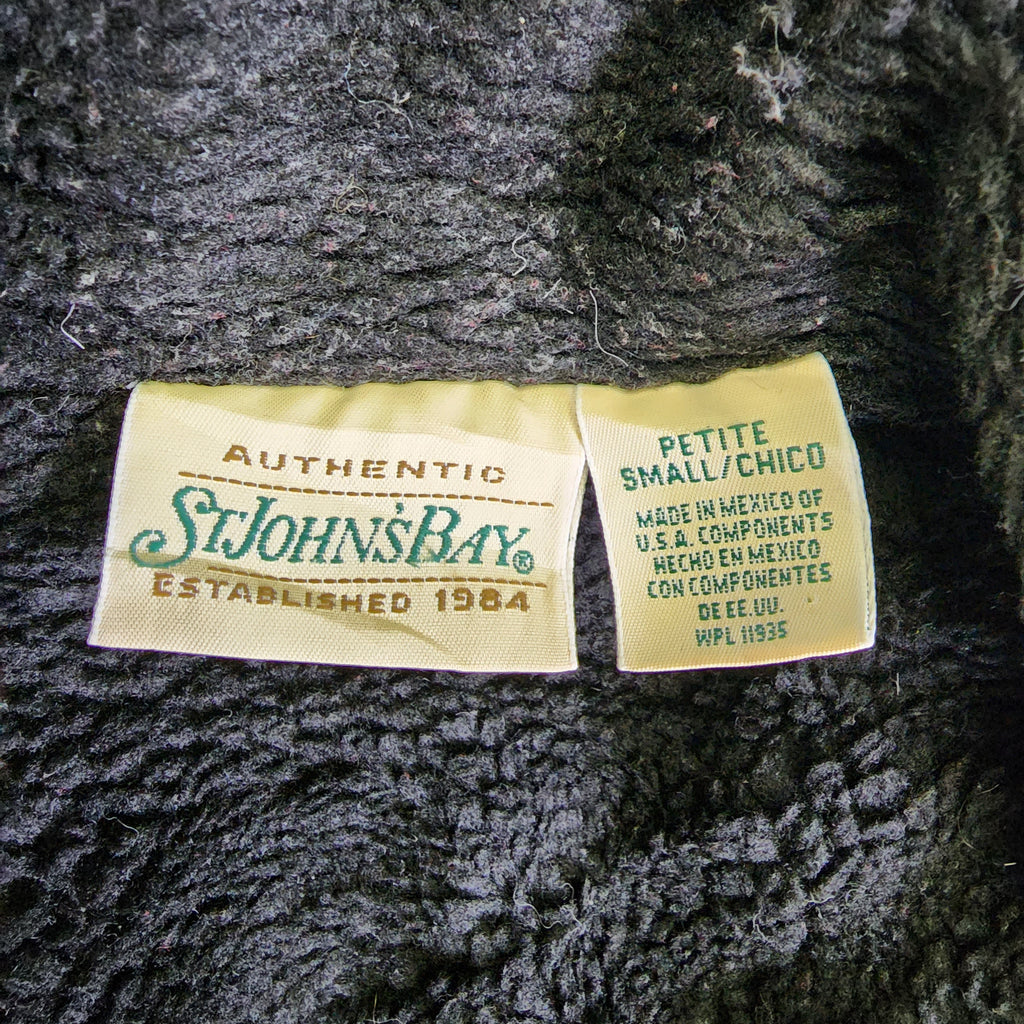 AUTHENTIC
ST. JOHN'S BAY®
ESTABLISHED 1984
PETITE
SMALL/CHICO
MADE IN MEXICO OF
U.S.A. COMPONENTS
HECHO EN MEXICO
CON COMPONENTES
DE EE.UU.
WPL 11935